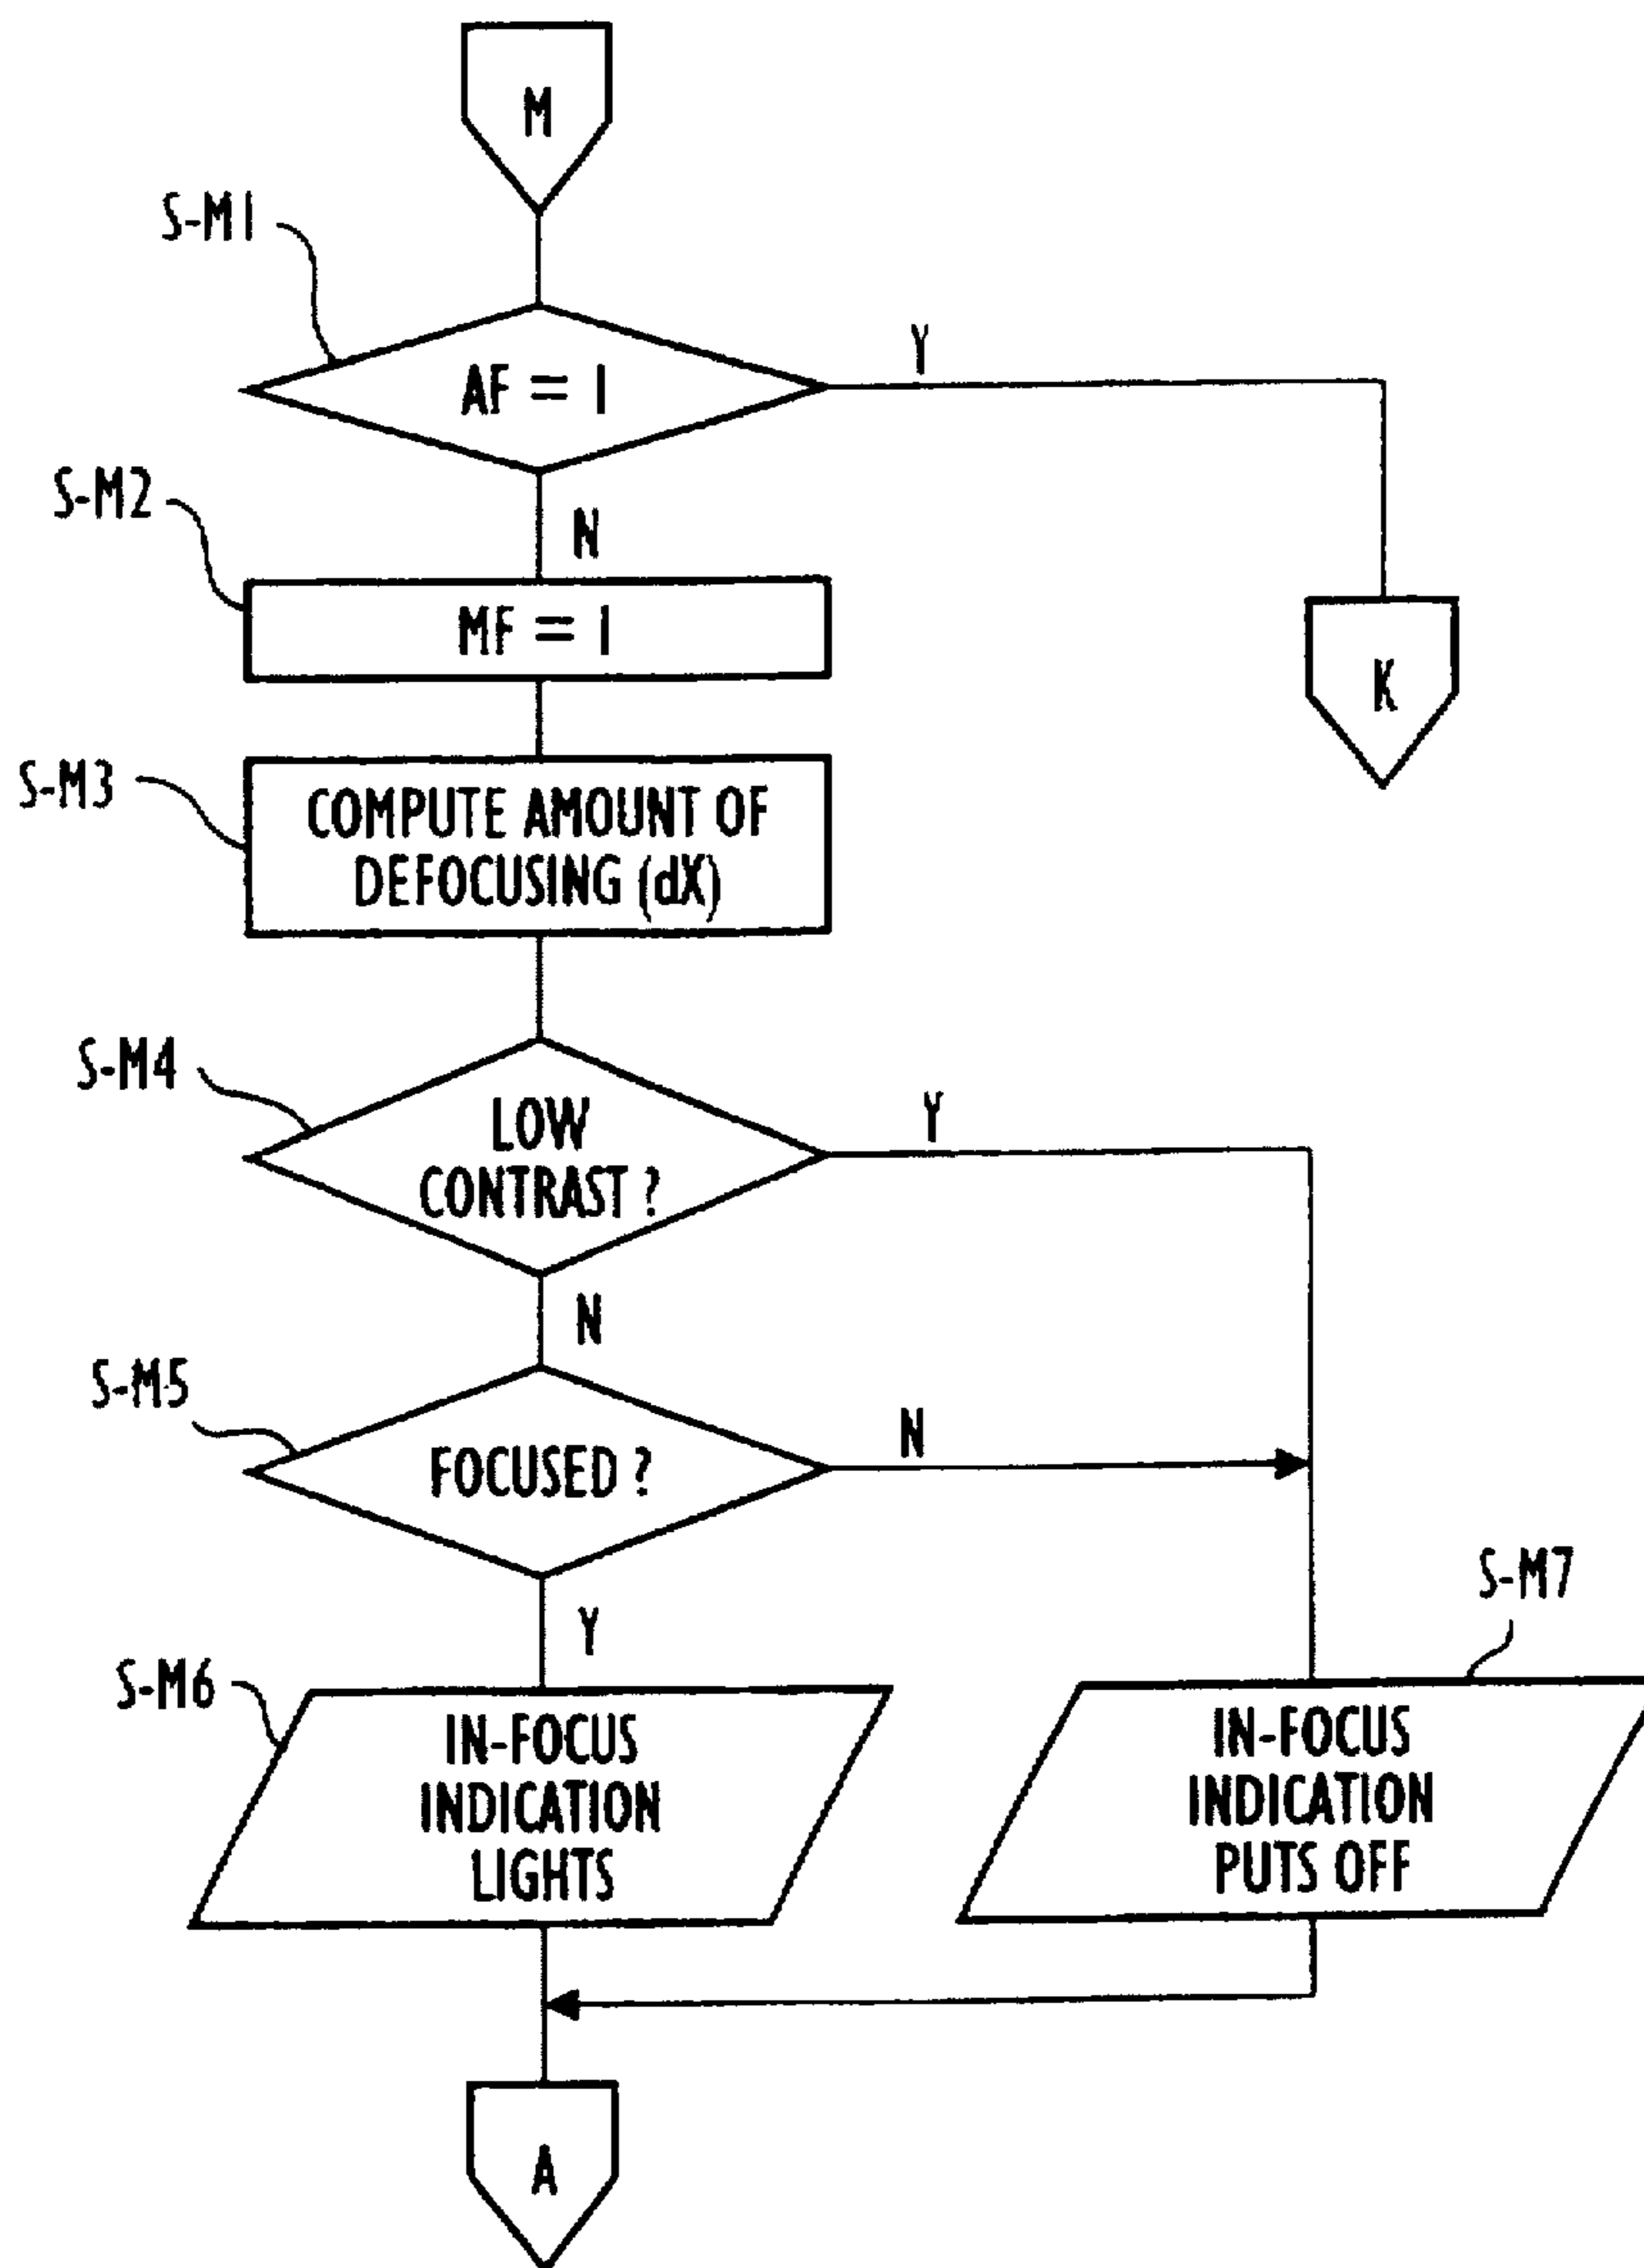 M
S-M1
AF = 1
Y
S-M2
N
MF = 1
K
S-M3
COMPUTE AMOUNT OF
DEFOCUSING (dX)
S-M4
LOW
CONTRAST ?
Y
N
S-M5
FOCUSED ?
N
Y
S-M7
S-M6
IN-FOCUS
INDICATION
LIGHTS
IN-FOCUS
INDICATION
PUTS OFF
A